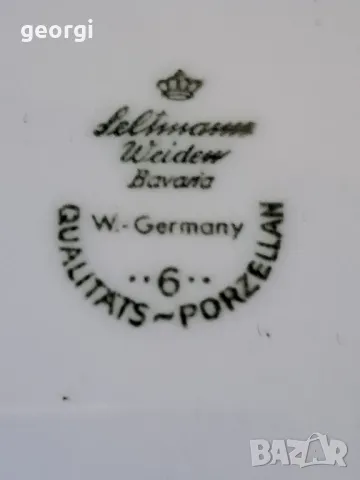 georgi
Seltmann
Weiden
Bavaria
W.-Germany
··6··
QUALITÄTS~PORZELLAN
BAZAR